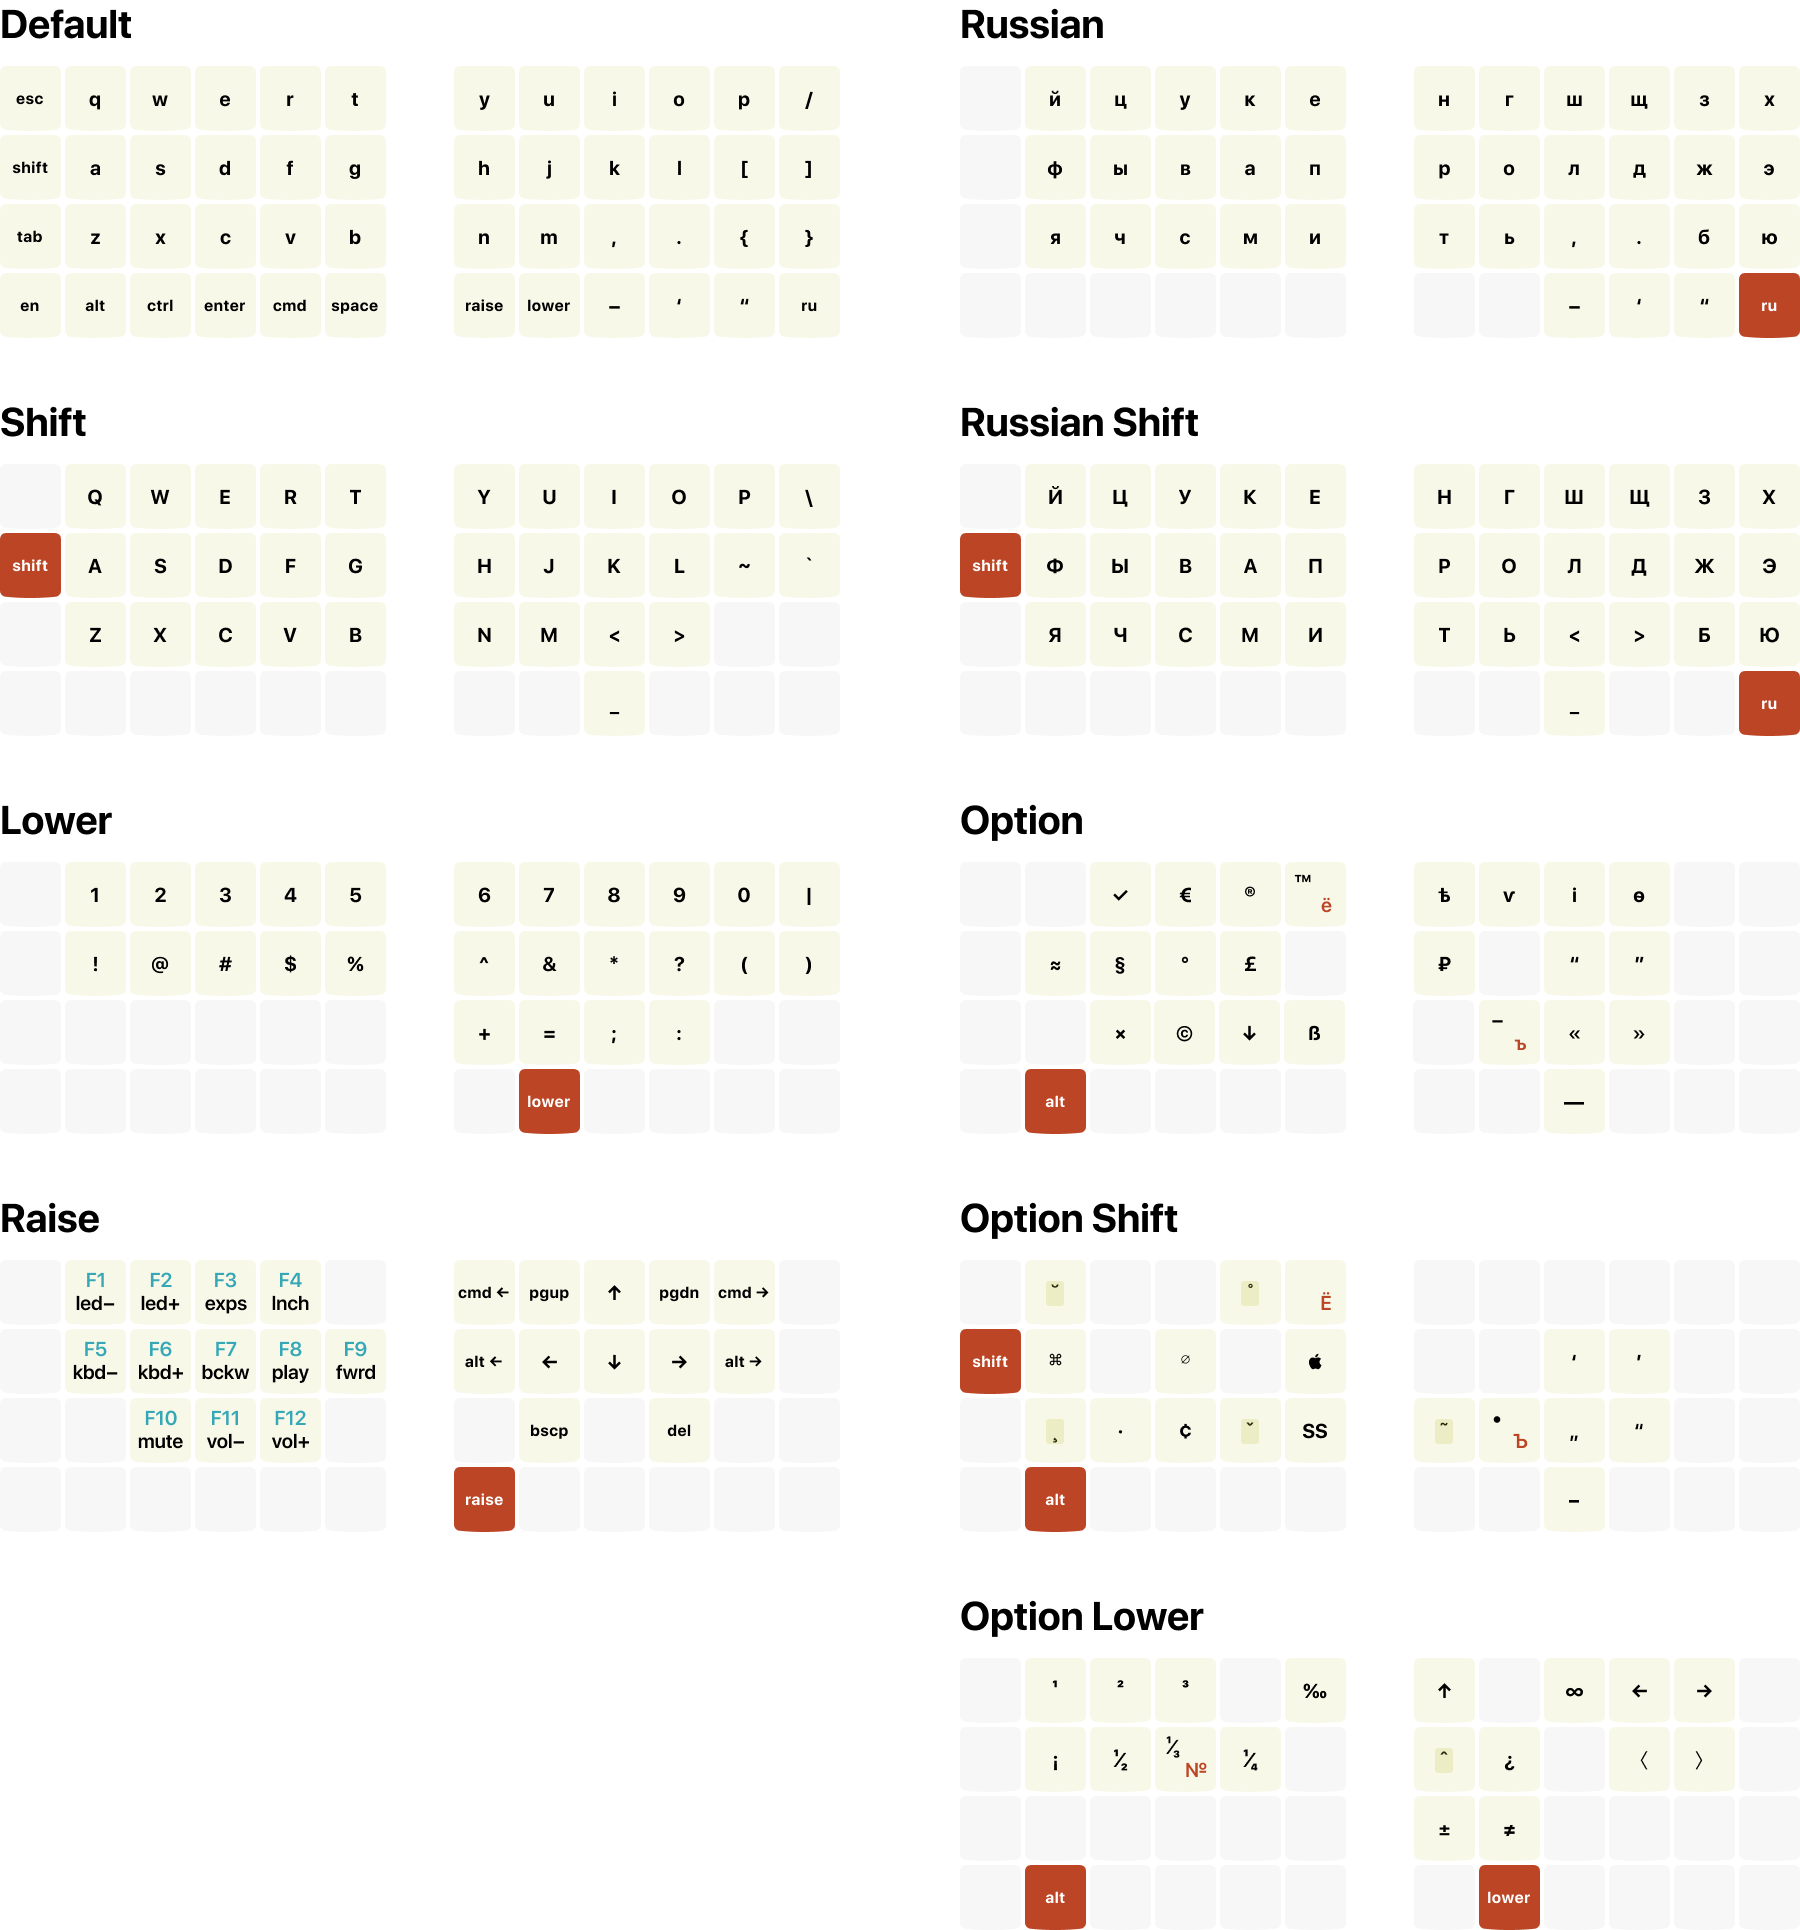 Default
esc q w e r t y u i o p /
shift a s d f g h j k l [ ]
tab z x c v b n m , . { }
en alt ctrl enter cmd space raise lower – ‘ “ ru
Russian
й ц у к е н г ш щ з х
ф ы в а п р о л д ж э
я ч с м и т ь , . б ю
– ‘ “ ru
Shift
Q W E R T Y U I O P \
shift A S D F G H J K L ~ `
Z X C V B N M < >
_
Russian Shift
Й Ц У К Е Н Г Ш Щ З Х
shift Ф Ы В А П Р О Л Д Ж Э
Я Ч С М И Т Ь < > Б Ю
_ ru
Lower
1 2 3 4 5 6 7 8 9 0 |
! @ # $ % ^ & * ? ( )
+ = ; :
lower
Option
✓ € ® ™ ё ѣ ѵ і ѳ
≈ § ° £ ₽ “ ”
× © ↓ ß – ъ « »
alt —
Raise
F1 F2 F3 F4
led– led+ exps lnch cmd ← pgup ↑ pgdn cmd →
F5 F6 F7 F8 F9
kbd– kbd+ bckw play fwrd alt ← ← ↓ → alt →
F10 F11 F12
mute vol– vol+ bscp del
raise
Option Shift
˘ ˚ Ё
shift ⌘ ∅  ‘ ’
¸ · ¢ ˇ SS ˜ • Ъ „ “
alt –
Option Lower
¹ ² ³ ‰ ↑ ∞ ← →
¡ ½ ⅓ № ¼ ˆ ¿ 〈 〉
± ≠
alt lower